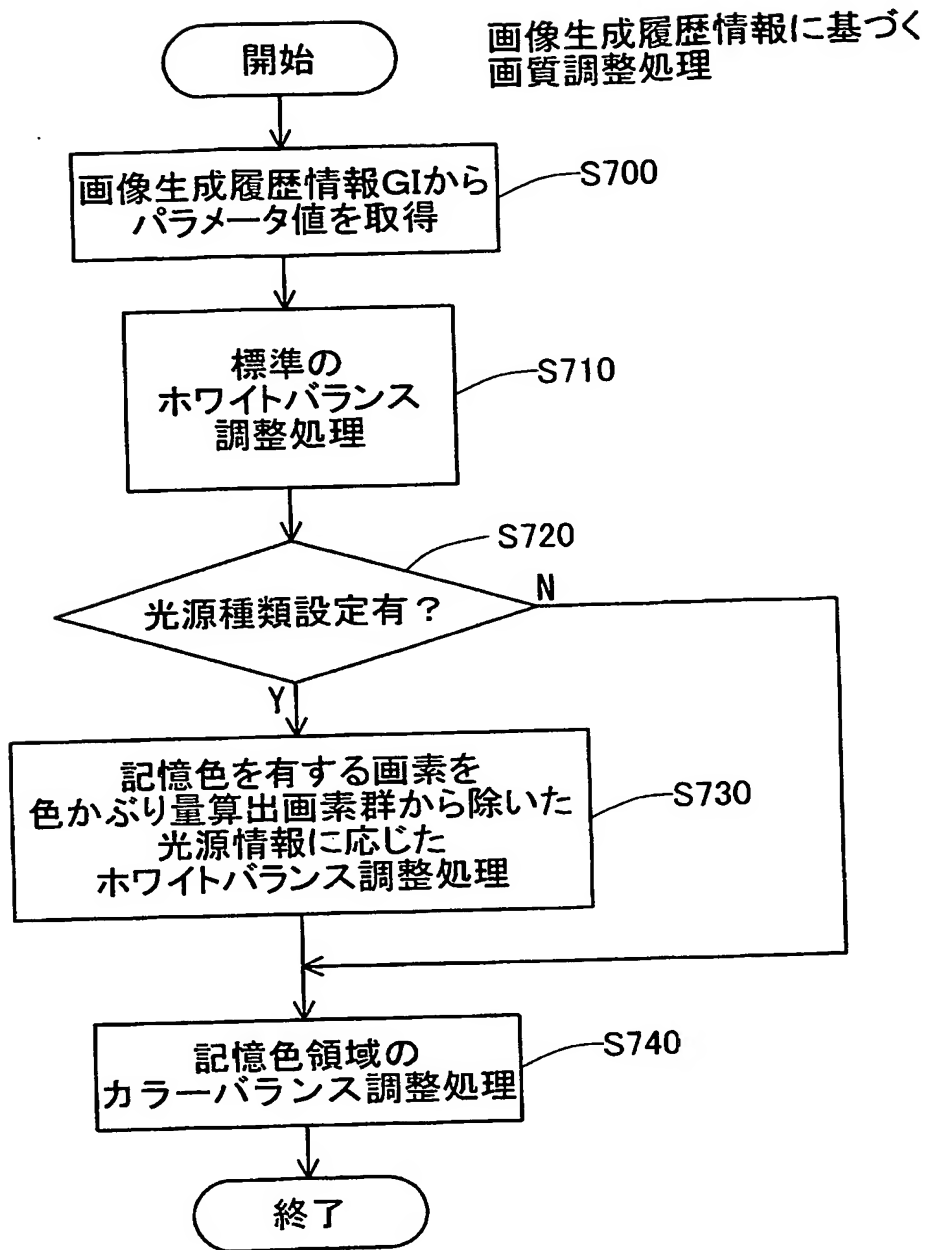 画像生成履歴情報に基づく
画質調整処理
開始
画像生成履歴情報GIから
パラメータ値を取得
S700
標準の
ホワイトバランス
調整処理
S710
光源種類設定有？
S720
N
Y
記憶色を有する画素を
色かぶり量算出画素群から除いた
光源情報に応じた
ホワイトバランス調整処理
S730
記憶色領域の
カラーバランス調整処理
S740
終了